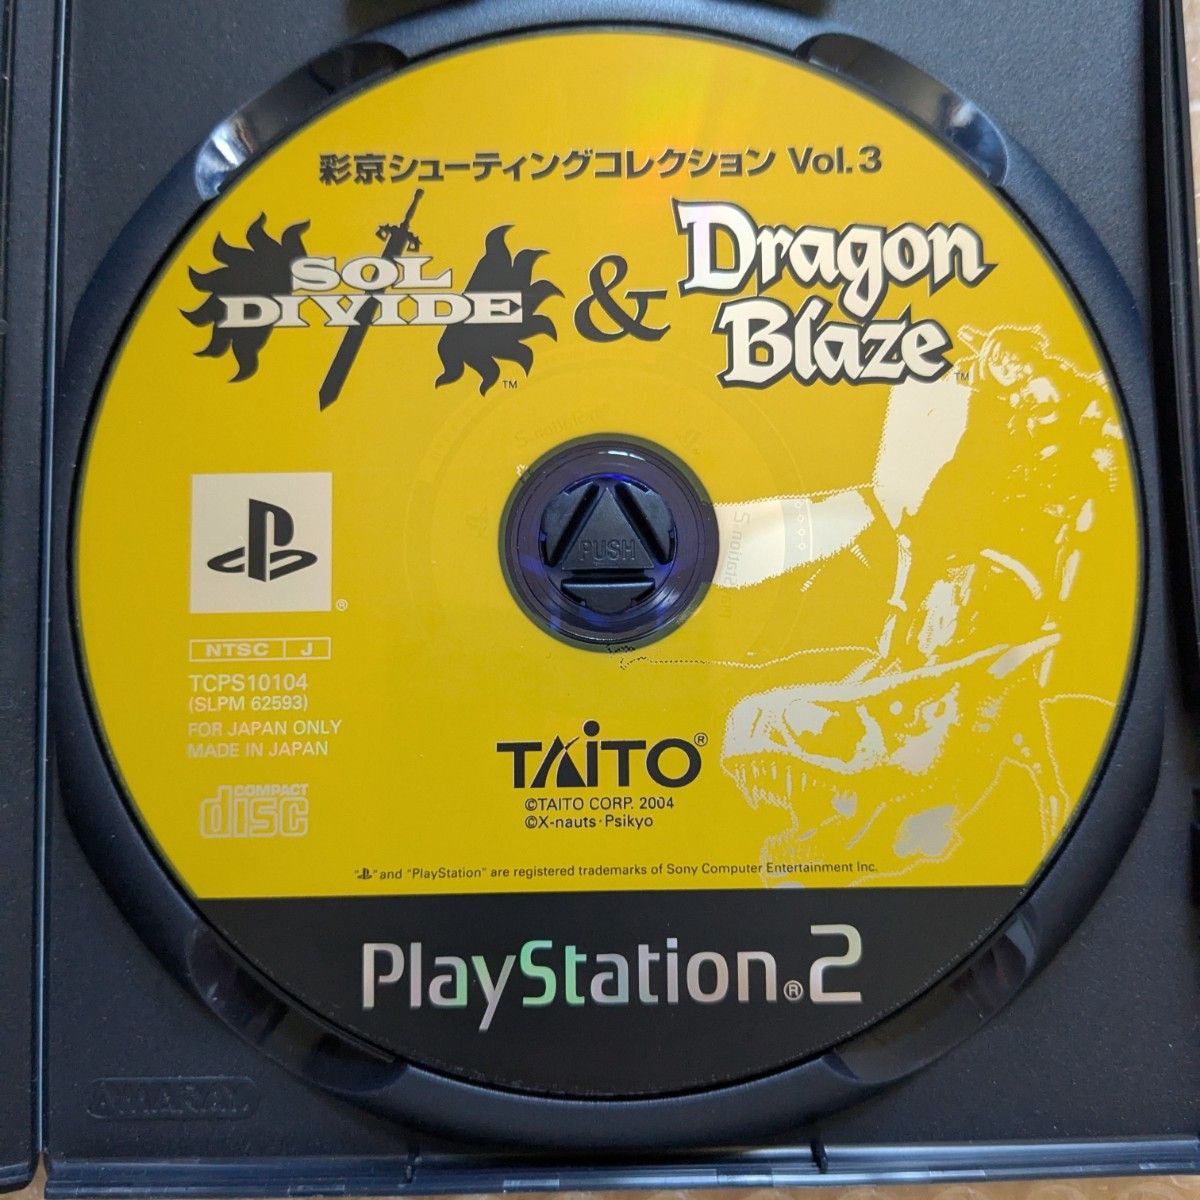 彩京シューティングコレクション Vol.3
SOL DIVIDE ™
&
Dragon Blaze ™
PUSH
®
NTSC J
TCPS10104
(SLPM 62593)
FOR JAPAN ONLY
MADE IN JAPAN
COMPACT disc
TAITO®
©TAITO CORP. 2004
©X-nauts・Psikyo
" " and "PlayStation" are registered trademarks of Sony Computer Entertainment Inc.
PlayStation®2
AMARAY